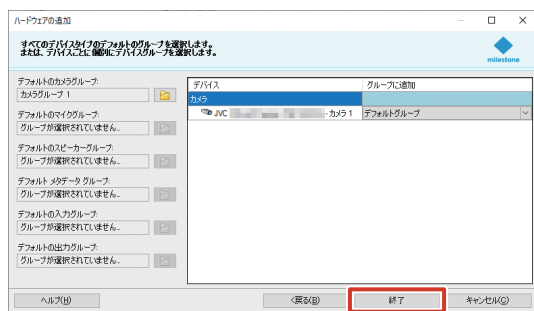 ハードウェアの追加
すべてのデバイスタイプのデフォルトのグループを選択します。
または、デバイスごとに個別にデバイスグループを選択します。
milestone
デフォルトのカメラグループ:
カメラグループ 1
デフォルトのマイクグループ:
グループが選択されていません...
デフォルトのスピーカーグループ:
グループが選択されていません...
デフォルト メタデータ グループ:
グループが選択されていません...
デフォルトの入力グループ:
グループが選択されていません...
デフォルトの出力グループ:
グループが選択されていません...
デバイス グループに追加
カメラ
JVC - カメラ 1 デフォルトグループ
ヘルプ(H) <戻る(B) 終了 キャンセル(C)